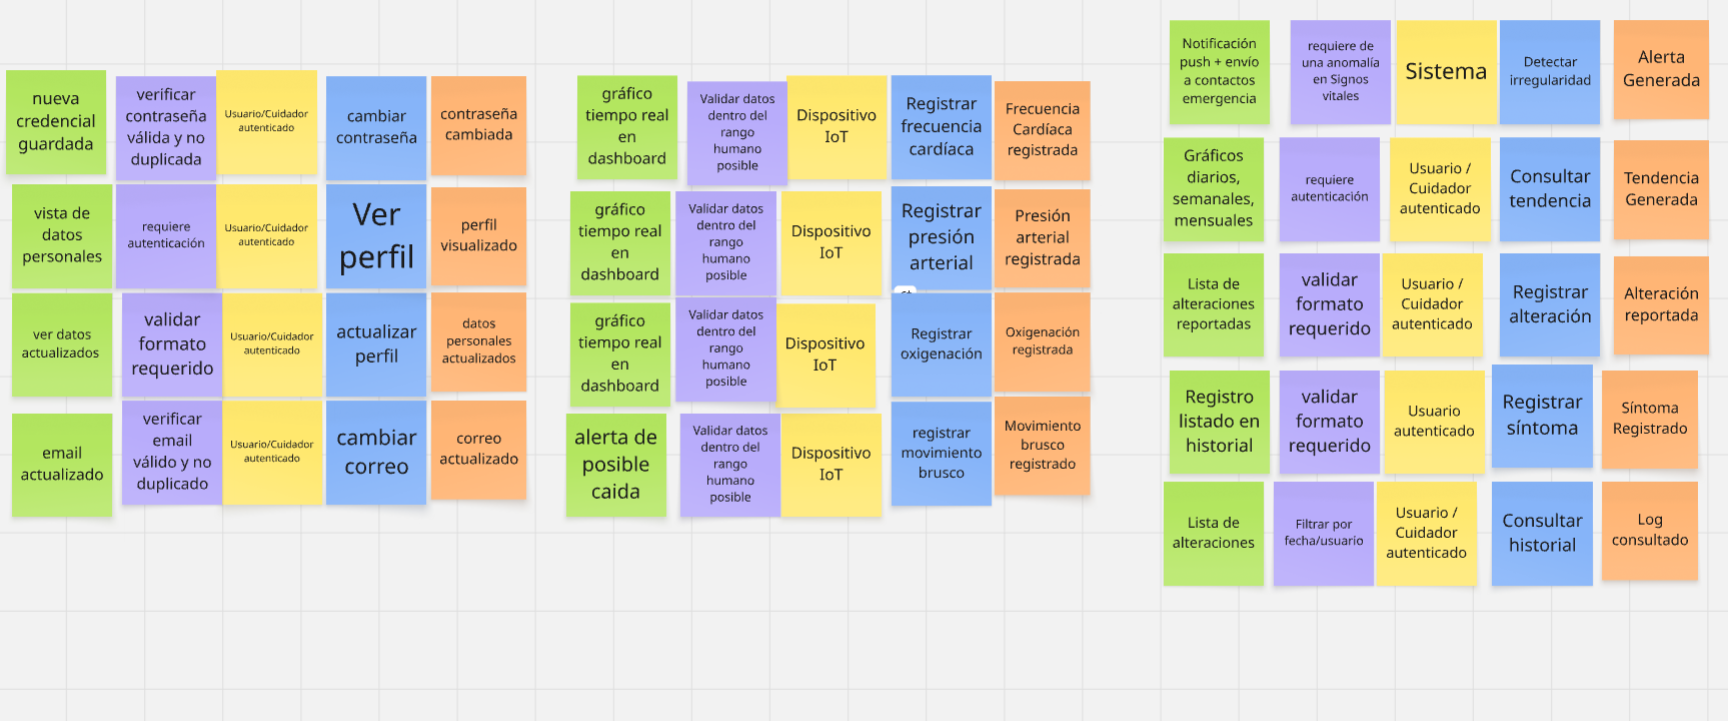 nueva
credencial
guardada
verificar
contraseña
válida y no
duplicada
Usuario/Cuidador
autenticado
cambiar
contraseña
contraseña
cambiada
vista de
datos
personales
requiere
autenticación
Usuario/Cuidador
autenticado
Ver
perfil
perfil
visualizado
ver datos
actualizados
validar
formato
requerido
Usuario/Cuidador
autenticado
actualizar
perfil
datos
personales
actualizados
email
actualizado
verificar
email
válido y no
duplicado
Usuario/Cuidador
autenticado
cambiar
correo
correo
actualizado
gráfico
tiempo real
en
dashboard
Validar datos
dentro del
rango
humano
posible
Dispositivo
IoT
Registrar
frecuencia
cardíaca
Frecuencia
Cardíaca
registrada
gráfico
tiempo real
en
dashboard
Validar datos
dentro del
rango
humano
posible
Dispositivo
IoT
Registrar
presión
arterial
Presión
arterial
registrada
gráfico
tiempo real
en
dashboard
Validar datos
dentro del
rango
humano
posible
Dispositivo
IoT
Registrar
oxigenación
Oxigenación
registrada
alerta de
posible
caida
Validar datos
dentro del
rango
humano
posible
Dispositivo
IoT
registrar
movimiento
brusco
Movimiento
brusco
registrado
Notificación
push + envío
a contactos
emergencia
requiere de
una anomalía
en Signos
vitales
Sistema
Detectar
irregularidad
Alerta
Generada
Gráficos
diarios,
semanales,
mensuales
requiere
autenticación
Usuario /
Cuidador
autenticado
Consultar
tendencia
Tendencia
Generada
Lista de
alteraciones
reportadas
validar
formato
requerido
Usuario /
Cuidador
autenticado
Registrar
alteración
Alteración
reportada
Registro
listado en
historial
validar
formato
requerido
Usuario
autenticado
Registrar
síntoma
Síntoma
Registrado
Lista de
alteraciones
Filtrar por
fecha/usuario
Usuario /
Cuidador
autenticado
Consultar
historial
Log
consultado